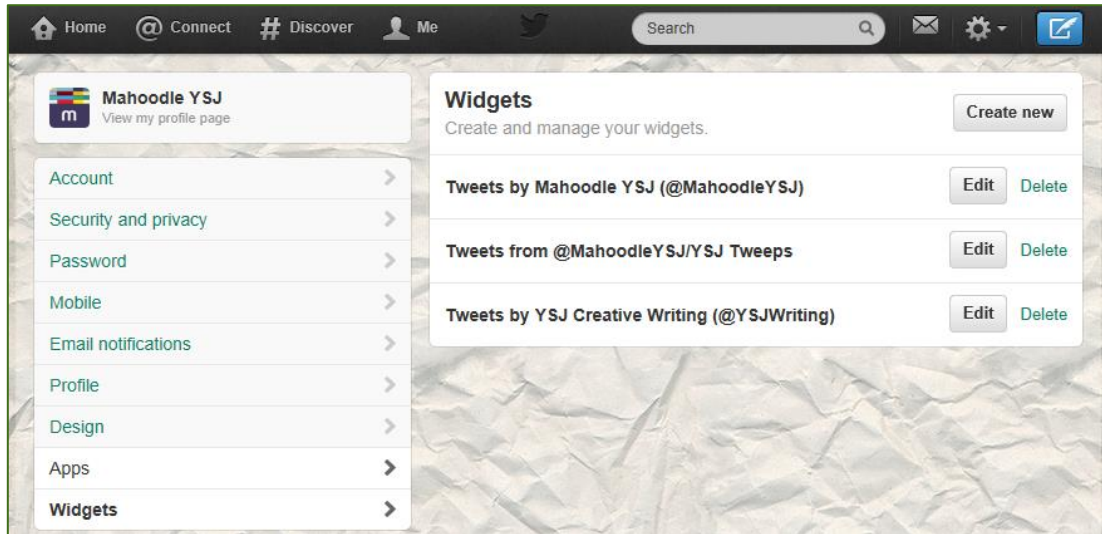 Home @ Connect # Discover Me Search
Mahoodle YSJ
View my profile page
m
Account
Security and privacy
Password
Mobile
Email notifications
Profile
Design
Apps
Widgets
Widgets
Create and manage your widgets.
Create new
Tweets by Mahoodle YSJ (@MahoodleYSJ) Edit Delete
Tweets from @MahoodleYSJ/YSJ Tweeps Edit Delete
Tweets by YSJ Creative Writing (@YSJWriting) Edit Delete